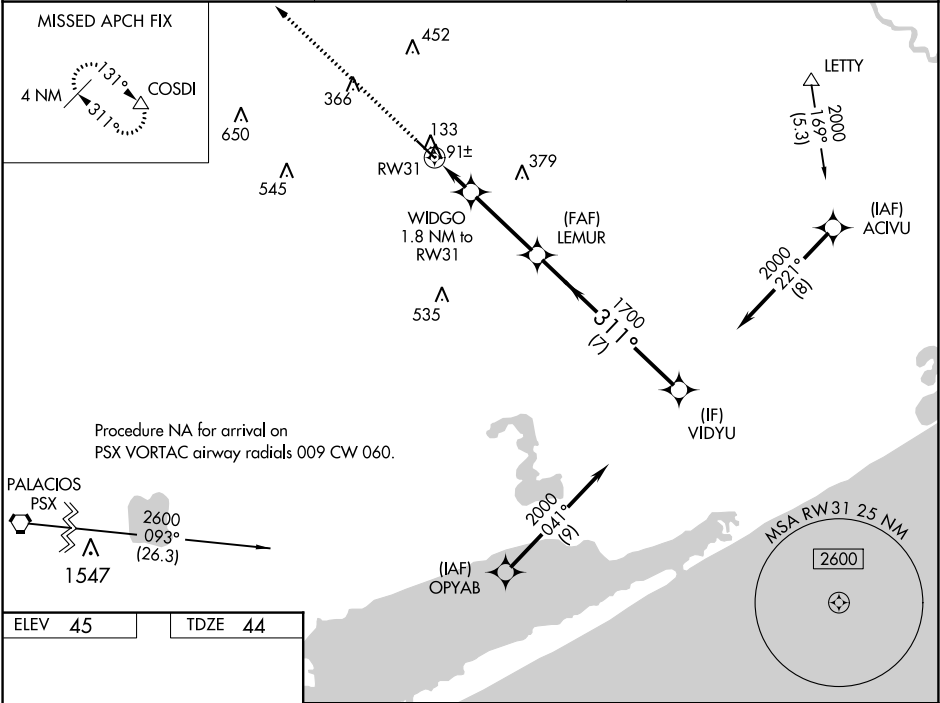 MISSED APCH FIX
4 NM
131°
311°
COSDI
452
366
650
545
133
91±
RW31
379
WIDGO
1.8 NM to
RW31
(FAF)
LEMUR
535
LETTY
2000
169°
(5.3)
(IAF)
ACIVU
2000
221°
(8)
1700
311°
(7)
(IF)
VIDYU
Procedure NA for arrival on
PSX VORTAC airway radials 009 CW 060.
PALACIOS
PSX
2600
093°
(26.3)
1547
2000
041°
(9)
(IAF)
OPYAB
MSA RW31 25 NM
2600
ELEV 45
TDZE 44